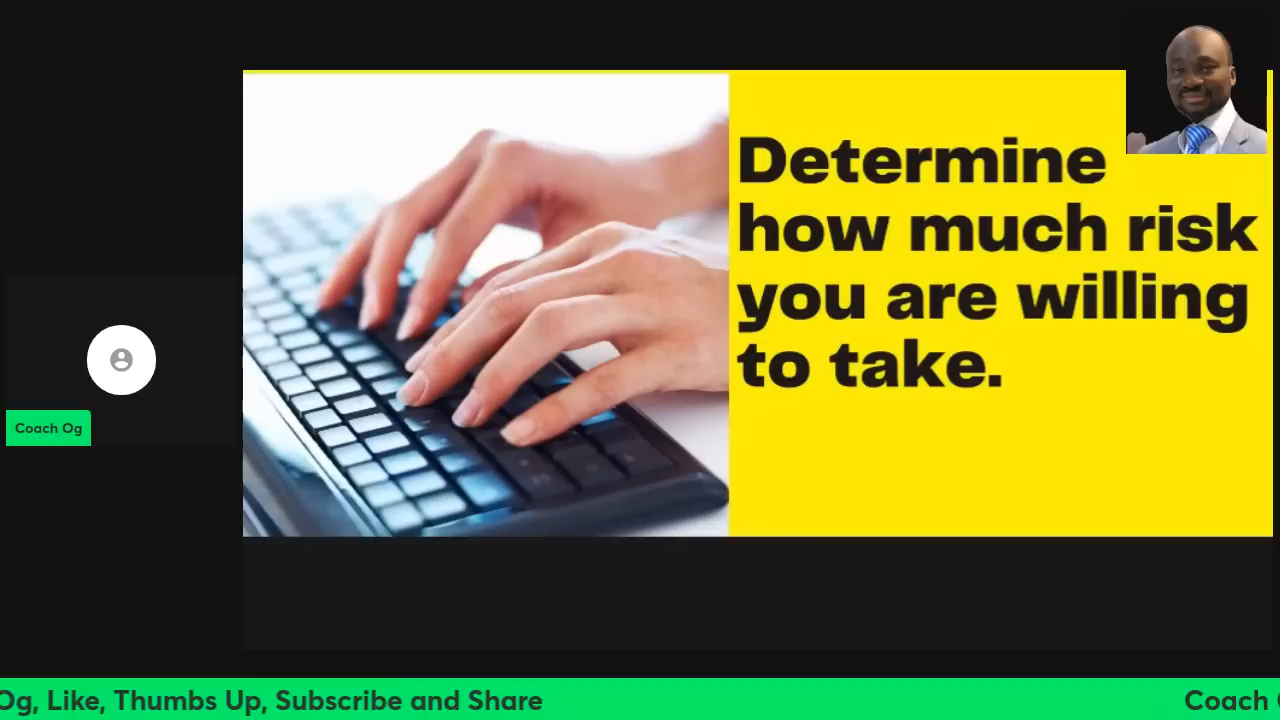 Determine
how much risk
you are willing
to take.
Coach Og
Og, Like, Thumbs Up, Subscribe and Share
Coach